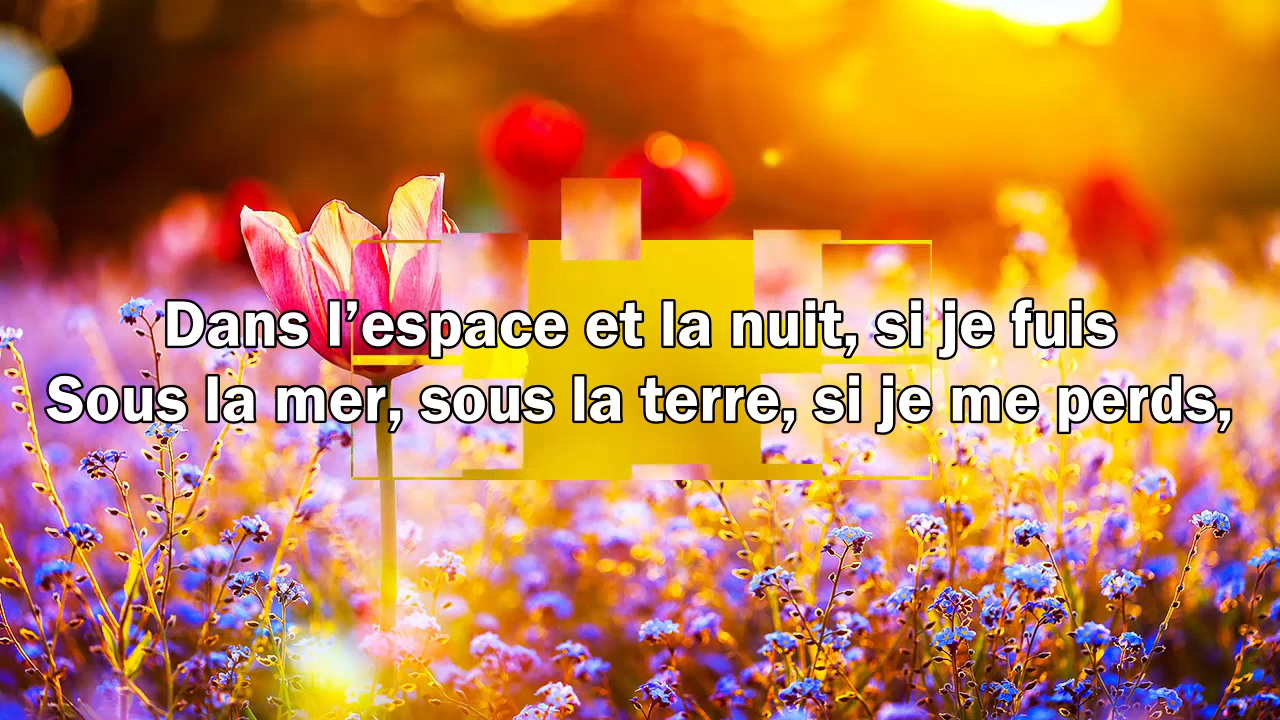 Dans l’espace et la nuit, si je fuis
Sous la mer, sous la terre, si je me perds,